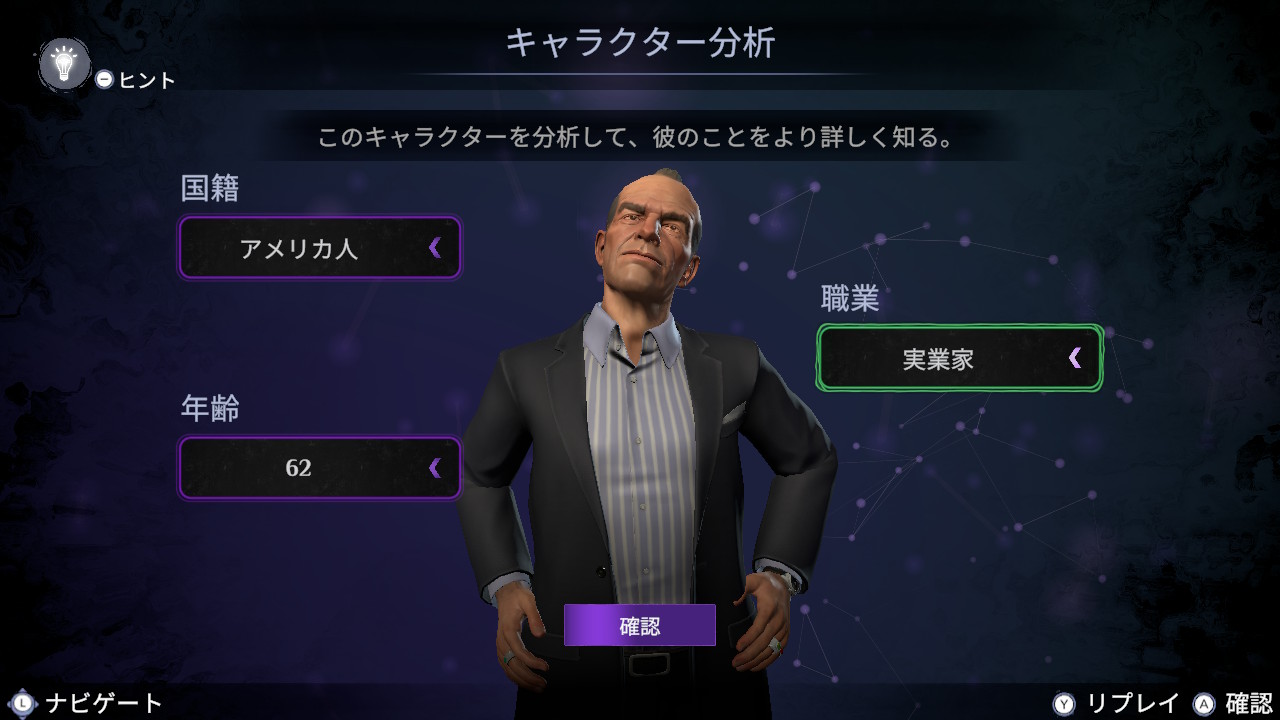 キャラクター分析
ヒント
このキャラクターを分析して、彼のことをより詳しく知る。
国籍
アメリカ人
職業
実業家
年齢
62
確認
L ナビゲート
Y リプレイ A 確認